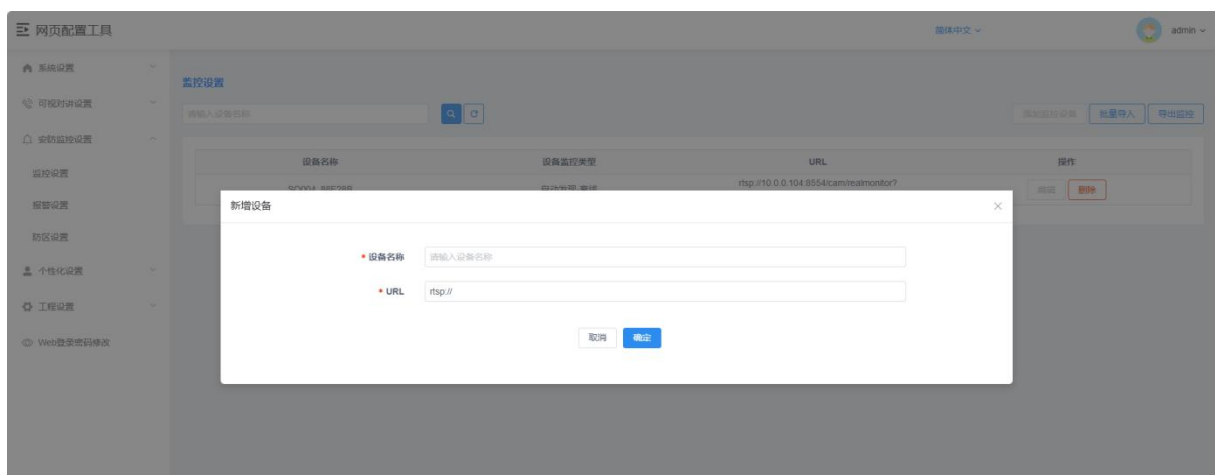 网页配置工具
简体中文
admin
系统设置
可视对讲设置
安防监控设置
监控设置
报警设置
防区设置
个性化设置
工程设置
Web登录密码修改
监控设置
请输入设备名称
添加监控设备 批量导入 导出监控
设备名称 设备监控类型 URL 操作
rtsp://10.0.0.104:8554/cam/realmonitor?
编辑 删除
新增设备
* 设备名称 请输入设备名称
* URL rtsp://
取消 确定